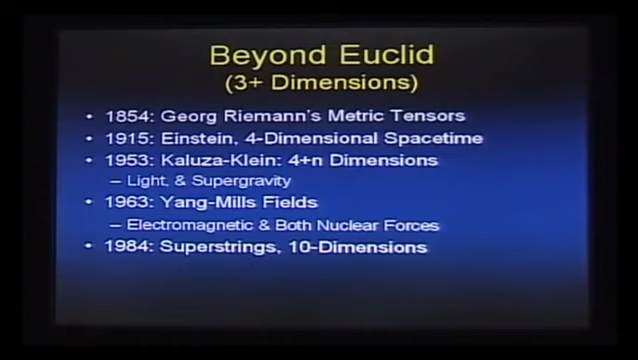 Beyond Euclid
(3+ Dimensions)
• 1854: Georg Riemann's Metric Tensors
• 1915: Einstein, 4-Dimensional Spacetime
• 1953: Kaluza-Klein: 4+n Dimensions
– Light, & Supergravity
• 1963: Yang-Mills Fields
– Electromagnetic & Both Nuclear Forces
• 1984: Superstrings, 10-Dimensions